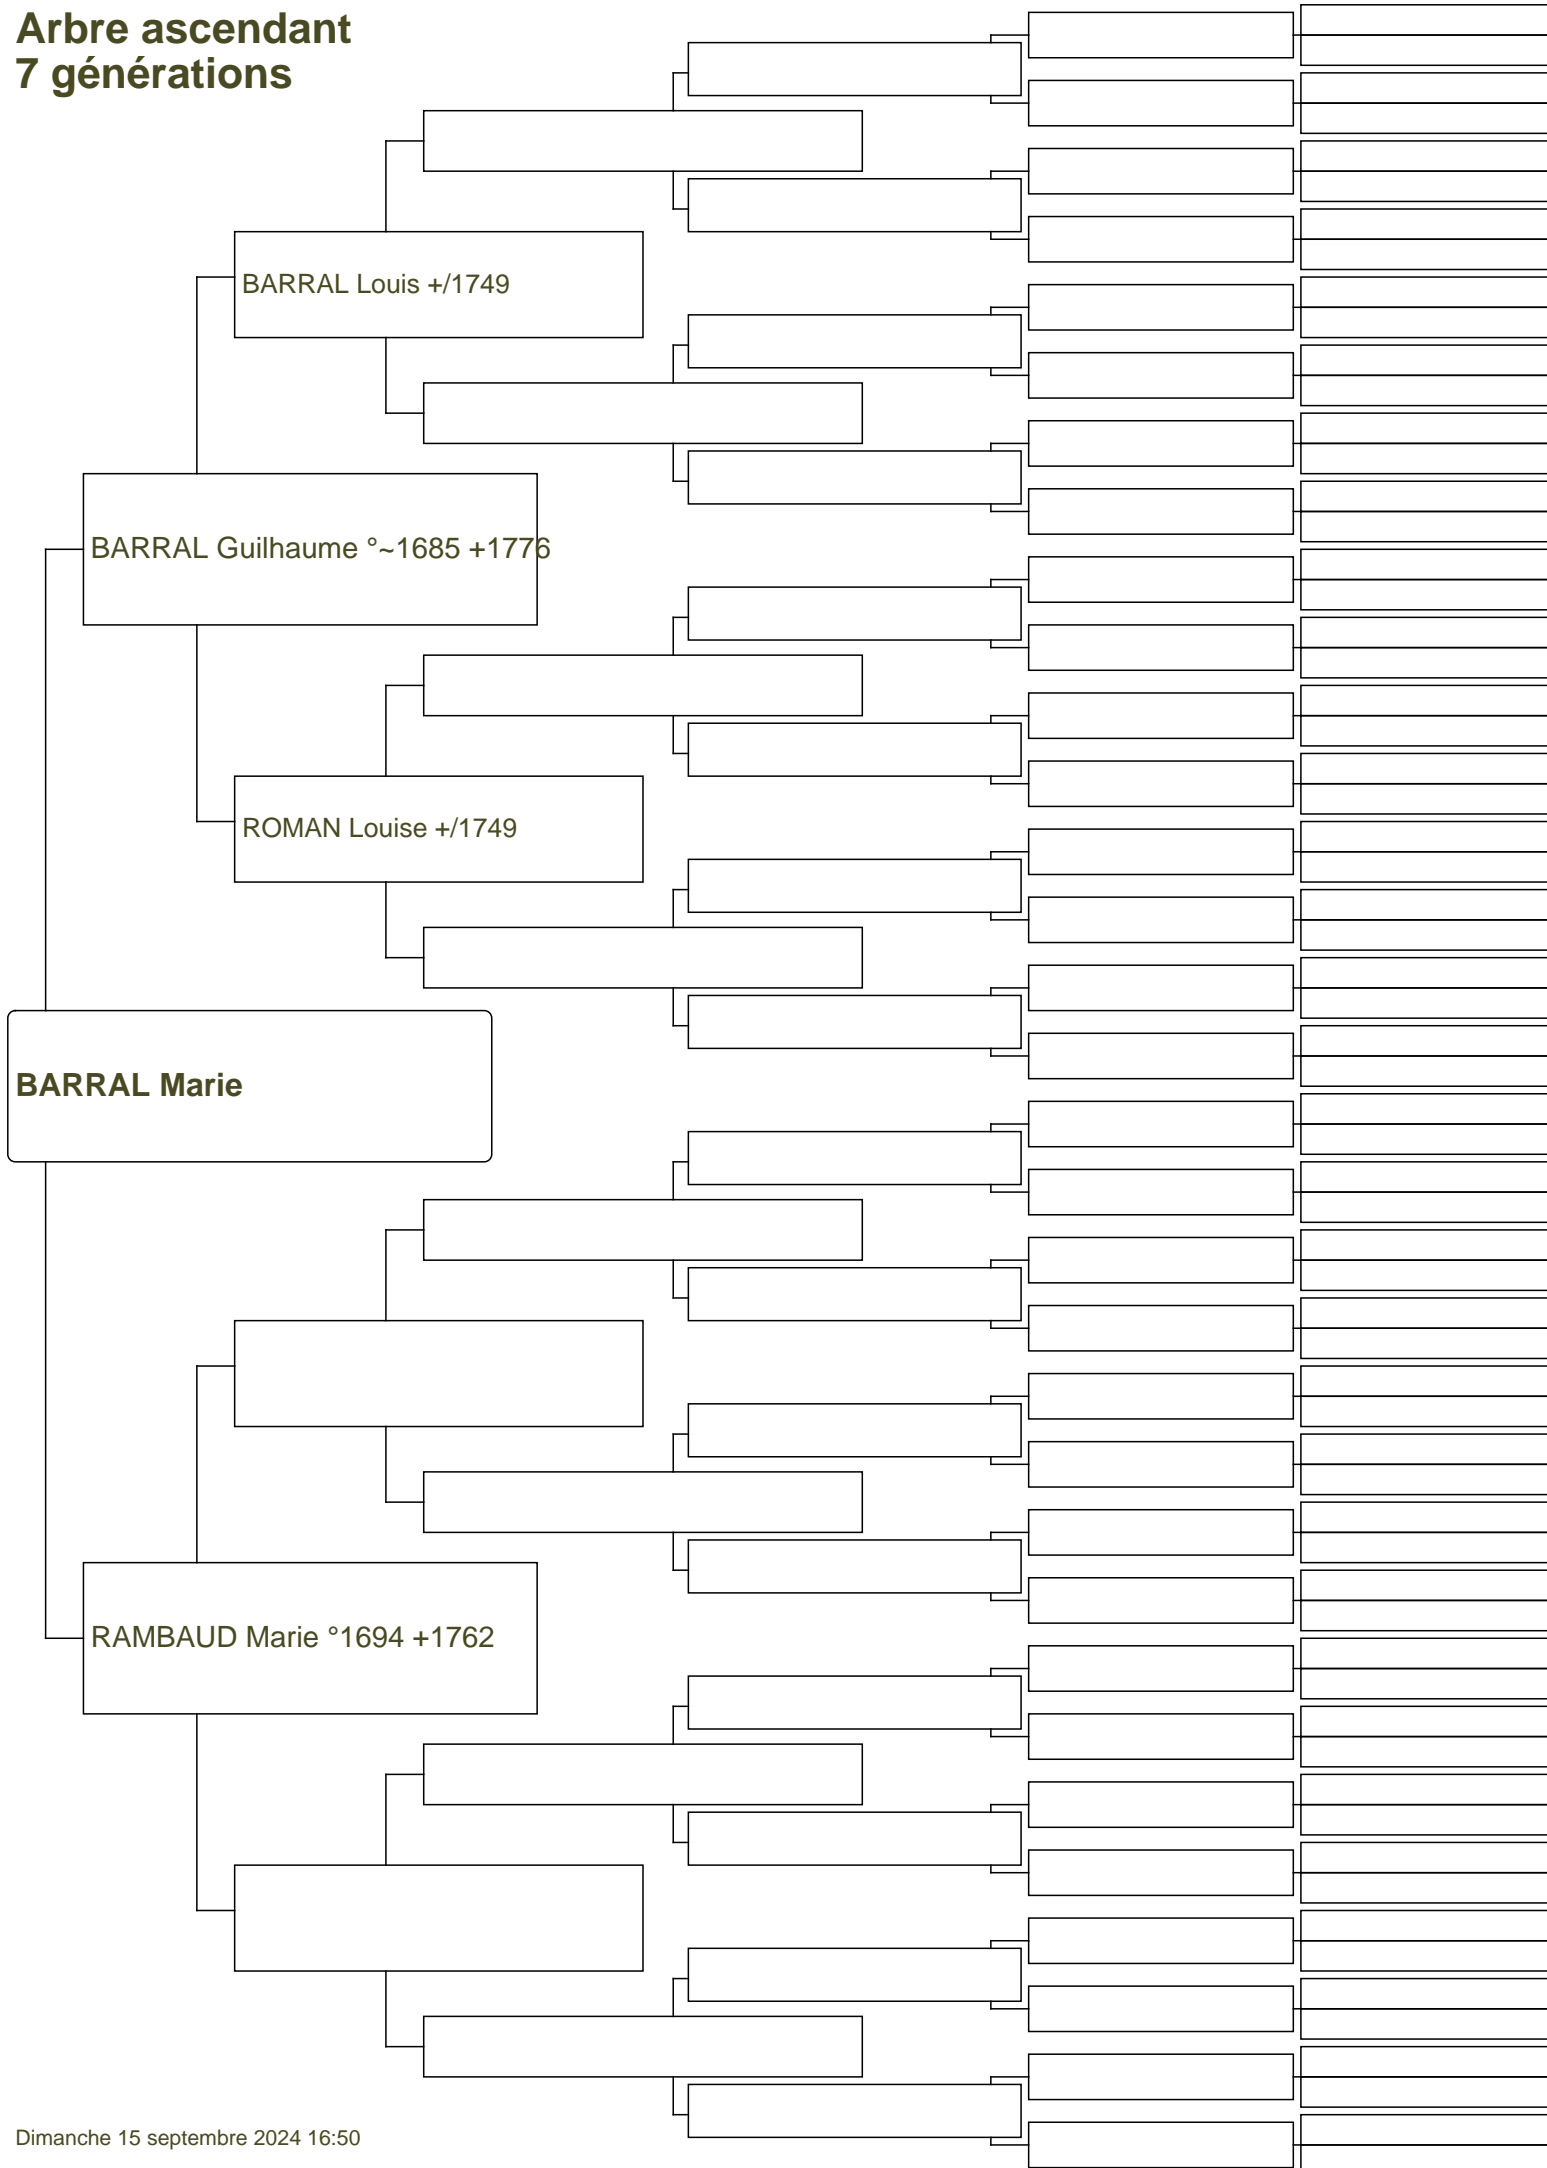 Arbre ascendant
7 générations
BARRAL Louis +/1749
BARRAL Guilhaume °~1685 +1776
ROMAN Louise +/1749
BARRAL Marie
RAMBAUD Marie °1694 +1762
Dimanche 15 septembre 2024 16:50